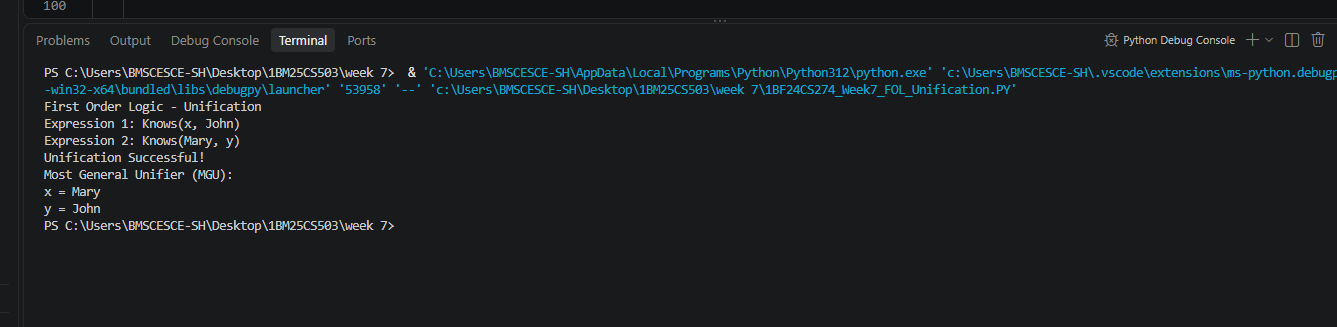 100
Problems Output Debug Console Terminal Ports Python Debug Console
PS C:\Users\BMSCESCE-SH\Desktop\1BM25CS503\week 7> & 'C:\Users\BMSCESCE-SH\AppData\Local\Programs\Python\Python312\python.exe' 'c:\Users\BMSCESCE-SH\.vscode\extensions\ms-python.debugp
-win32-x64\bundled\libs\debugpy\launcher' '53958' '--' 'c:\Users\BMSCESCE-SH\Desktop\1BM25CS503\week 7\1BF24CS274_Week7_FOL_Unification.PY'
First Order Logic - Unification
Expression 1: Knows(x, John)
Expression 2: Knows(Mary, y)
Unification Successful!
Most General Unifier (MGU):
x = Mary
y = John
PS C:\Users\BMSCESCE-SH\Desktop\1BM25CS503\week 7>